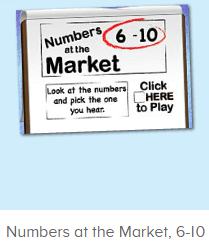 Numbers 6-10
at the
Market
Look at the numbers
and pick the one
you hear.
Click
HERE
to Play
Numbers at the Market, 6-10